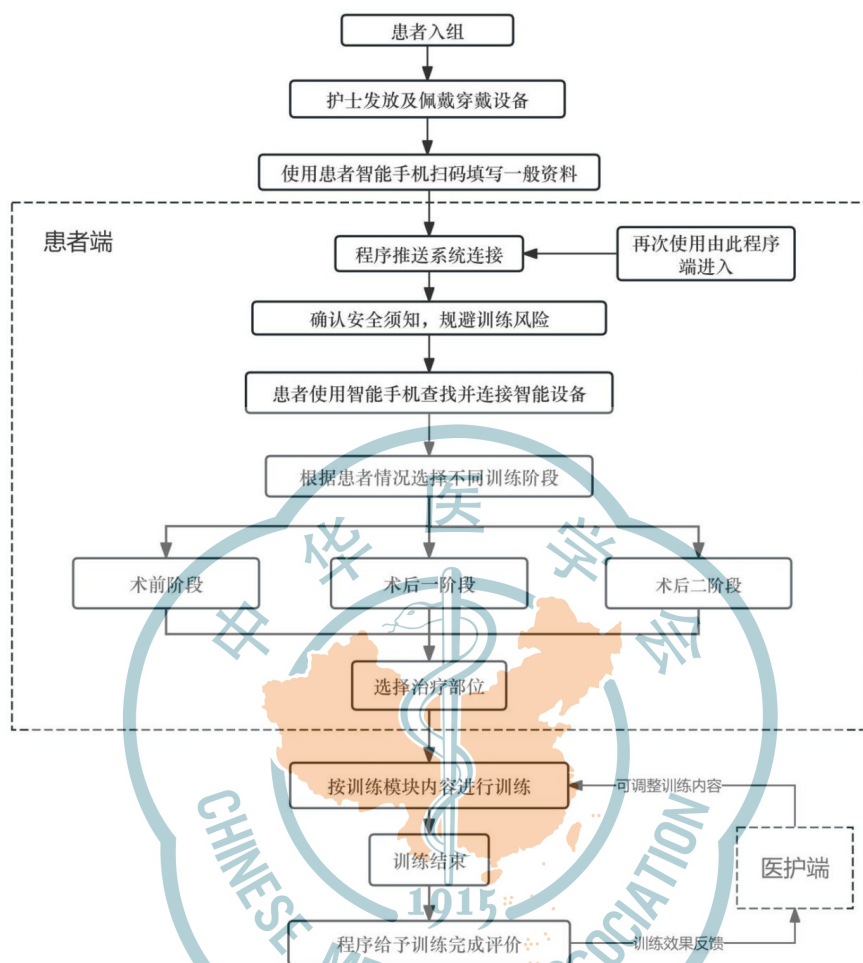 患者入组
护士发放及佩戴穿戴设备
使用患者智能手机扫码填写一般资料
患者端
程序推送系统连接
再次使用由此程序
端进入
确认安全须知，规避训练风险
患者使用智能手机查找并连接智能设备
根据患者情况选择不同训练阶段
术前阶段
术后一阶段
术后二阶段
选择治疗部位
按训练模块内容进行训练
可调整训练内容
训练结束
医护端
程序给予训练完成评价
训练效果反馈
中华医学会
CHINESE
1915